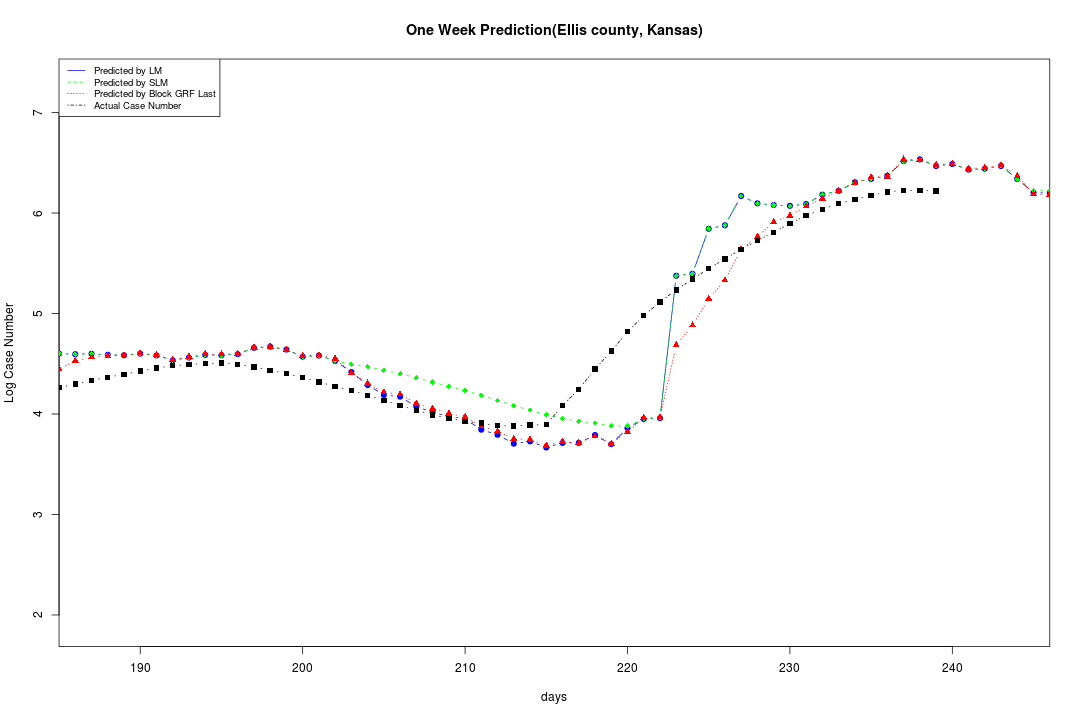 One Week Prediction(Ellis county, Kansas)
Predicted by LM
Predicted by SLM
Predicted by Block GRF Last
Actual Case Number
7
6
5
4
3
2
Log Case Number
190 200 210 220 230 240
days